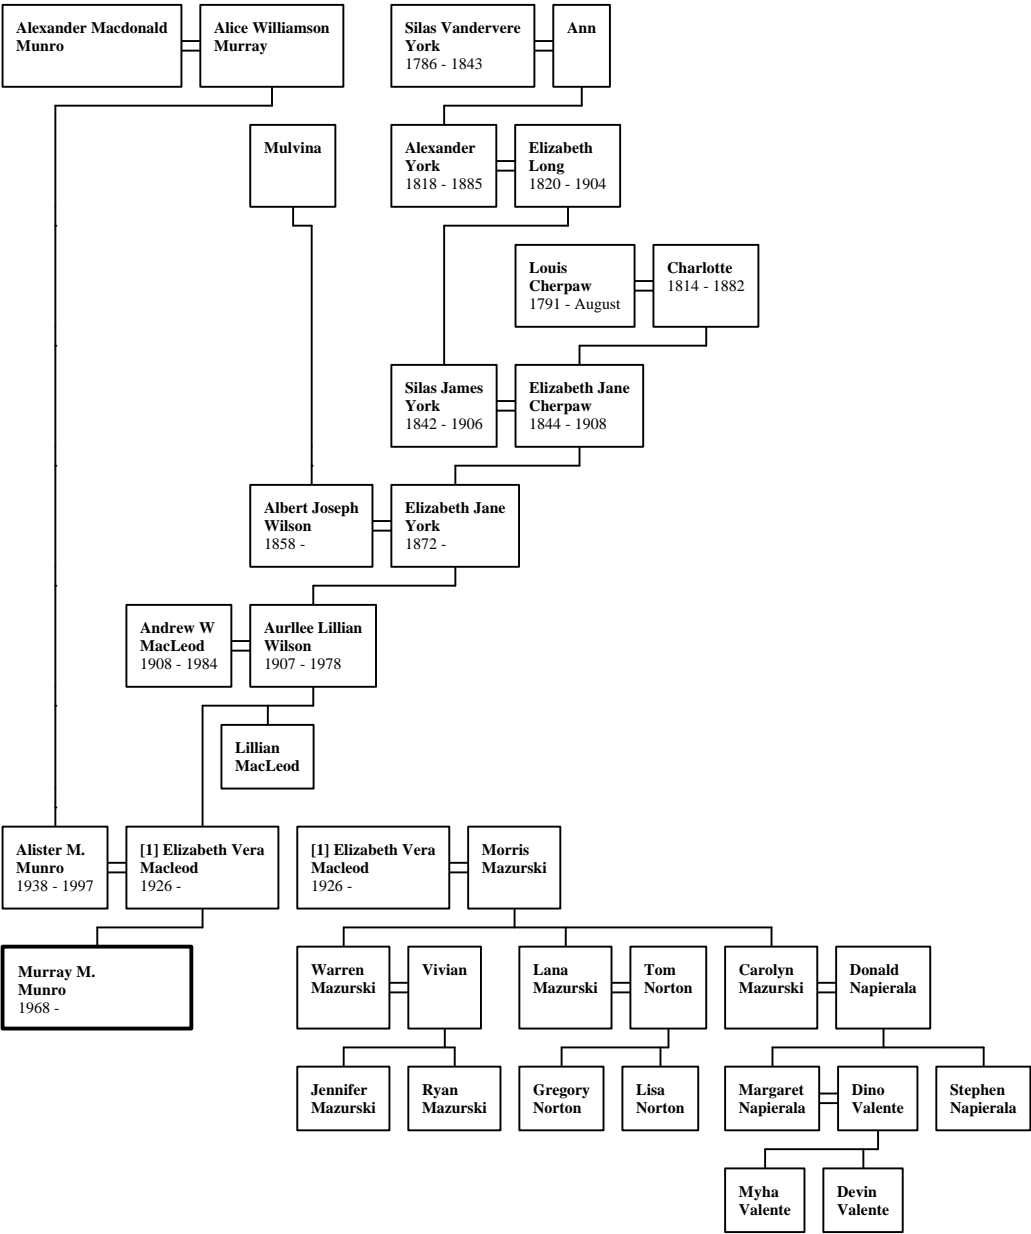 Alexander Macdonald
Munro
Alice Williamson
Murray
Silas Vandervere
York
1786 - 1843
Ann
Mulvina
Alexander
York
1818 - 1885
Elizabeth
Long
1820 - 1904
Louis
Cherpaw
1791 - August
Charlotte
1814 - 1882
Silas James
York
1842 - 1906
Elizabeth Jane
Cherpaw
1844 - 1908
Albert Joseph
Wilson
1858 -
Elizabeth Jane
York
1872 -
Andrew W
MacLeod
1908 - 1984
Aurllee Lillian
Wilson
1907 - 1978
Lillian
MacLeod
Alister M.
Munro
1938 - 1997
[1] Elizabeth Vera
Macleod
1926 -
[1] Elizabeth Vera
Macleod
1926 -
Morris
Mazurski
Murray M.
Munro
1968 -
Warren
Mazurski
Vivian
Lana
Mazurski
Tom
Norton
Carolyn
Mazurski
Donald
Napierala
Jennifer
Mazurski
Ryan
Mazurski
Gregory
Norton
Lisa
Norton
Margaret
Napierala
Dino
Valente
Stephen
Napierala
Myha
Valente
Devin
Valente